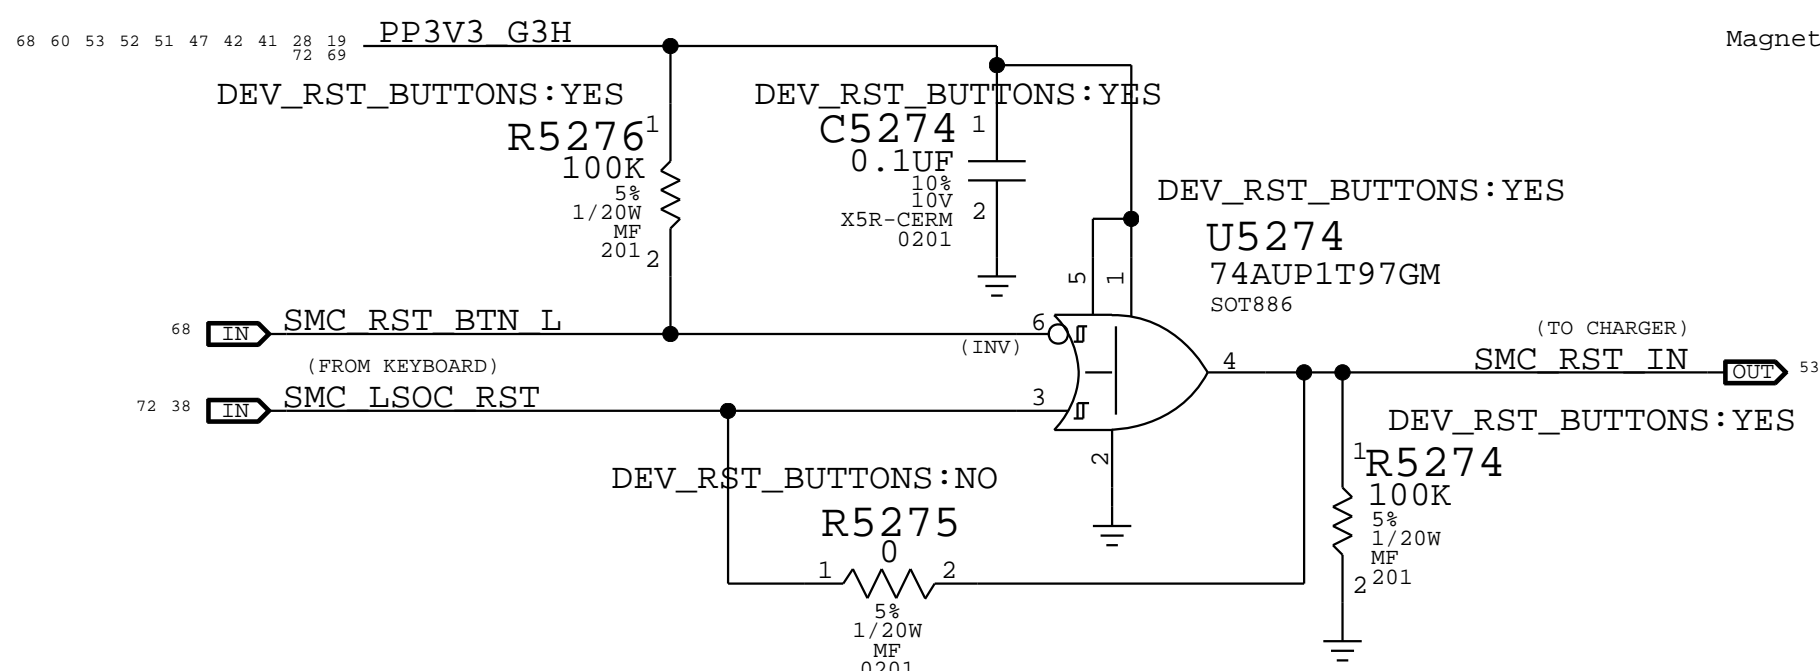 68 60 53 52 51 47 42 41 28 19
72 69
PP3V3_G3H
Magnet
DEV_RST_BUTTONS:YES
R5276
1
100K
5%
1/20W
MF
201
2
DEV_RST_BUTTONS:YES
C5274
1
0.1UF
10%
10V
X5R-CERM
0201
2
DEV_RST_BUTTONS:YES
U5274
74AUP1T97GM
SOT886
5
1
68
IN
SMC_RST_BTN_L
6
(INV)
(FROM KEYBOARD)
72 38
IN
SMC_LSOC_RST
3
4
2
(TO CHARGER)
SMC_RST_IN
OUT
53
DEV_RST_BUTTONS:YES
1
R5274
100K
5%
1/20W
MF
201
2
DEV_RST_BUTTONS:NO
R5275
0
1
2
5%
1/20W
MF
0201